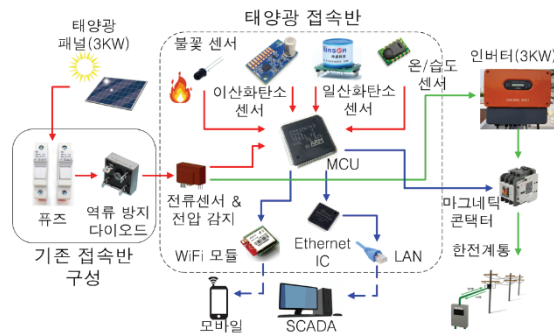 태양광
패널(3KW)
태양광 접속반
불꽃 센서
이산화탄소
센서
일산화탄소
센서
온/습도
센서
인버터(3KW)
MCU
퓨즈
역류 방지
다이오드
전류센서 &
전압 감지
마그네틱
콘택터
기존 접속반
구성
WiFi 모듈
Ethernet
IC
LAN
한전계통
모바일
SCADA